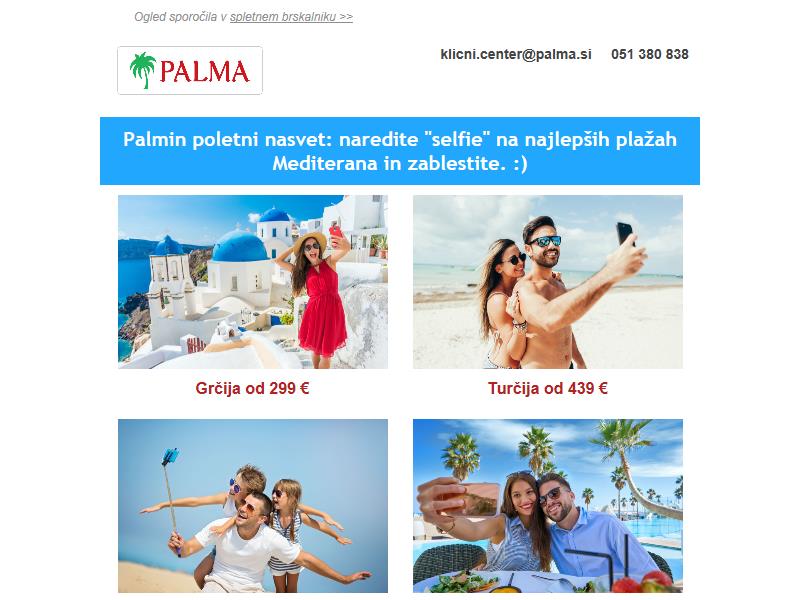 Ogled sporočila v spletnem brskalniku >>
PALMA
klicni.center@palma.si 051 380 838
Palmin poletni nasvet: naredite "selfie" na najlepših plažah
Mediterana in zablestite. :)
Grčija od 299 €
Turčija od 439 €